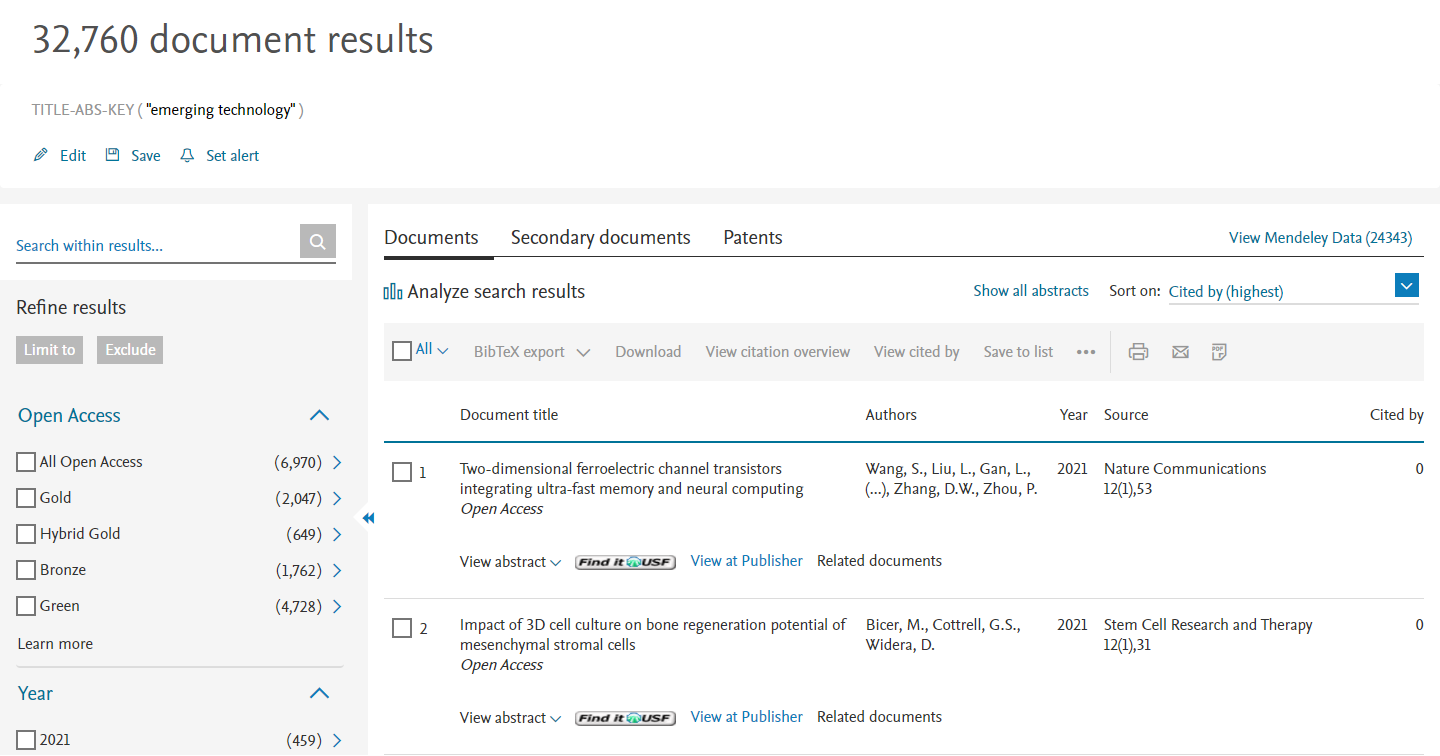 32,760 document results
TITLE-ABS-KEY ( "emerging technology" )
Edit Save Set alert
Search within results...
Refine results
Limit to Exclude
Open Access
All Open Access (6,970)
Gold (2,047)
Hybrid Gold (649)
Bronze (1,762)
Green (4,728)
Learn more
Year
2021 (459)
Documents Secondary documents Patents View Mendeley Data (24343)
Analyze search results Show all abstracts Sort on: Cited by (highest)
All BibTeX export Download View citation overview View cited by Save to list ••• PDF
Document title Authors Year Source Cited by
1 Two-dimensional ferroelectric channel transistors Wang, S., Liu, L., Gan, L., 2021 Nature Communications 0
integrating ultra-fast memory and neural computing (...), Zhang, D.W., Zhou, P. 12(1),53
Open Access
View abstract Find it @ USF View at Publisher Related documents
2 Impact of 3D cell culture on bone regeneration potential of Bicer, M., Cottrell, G.S., 2021 Stem Cell Research and Therapy 0
mesenchymal stromal cells Widera, D. 12(1),31
Open Access
View abstract Find it @ USF View at Publisher Related documents